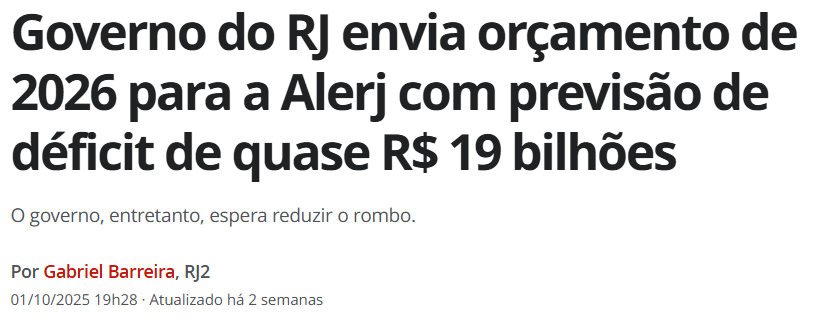 Governo do RJ envia orçamento de
2026 para a Alerj com previsão de
déficit de quase R$ 19 bilhões
O governo, entretanto, espera reduzir o rombo.
Por Gabriel Barreira, RJ2
01/10/2025 19h28 · Atualizado há 2 semanas